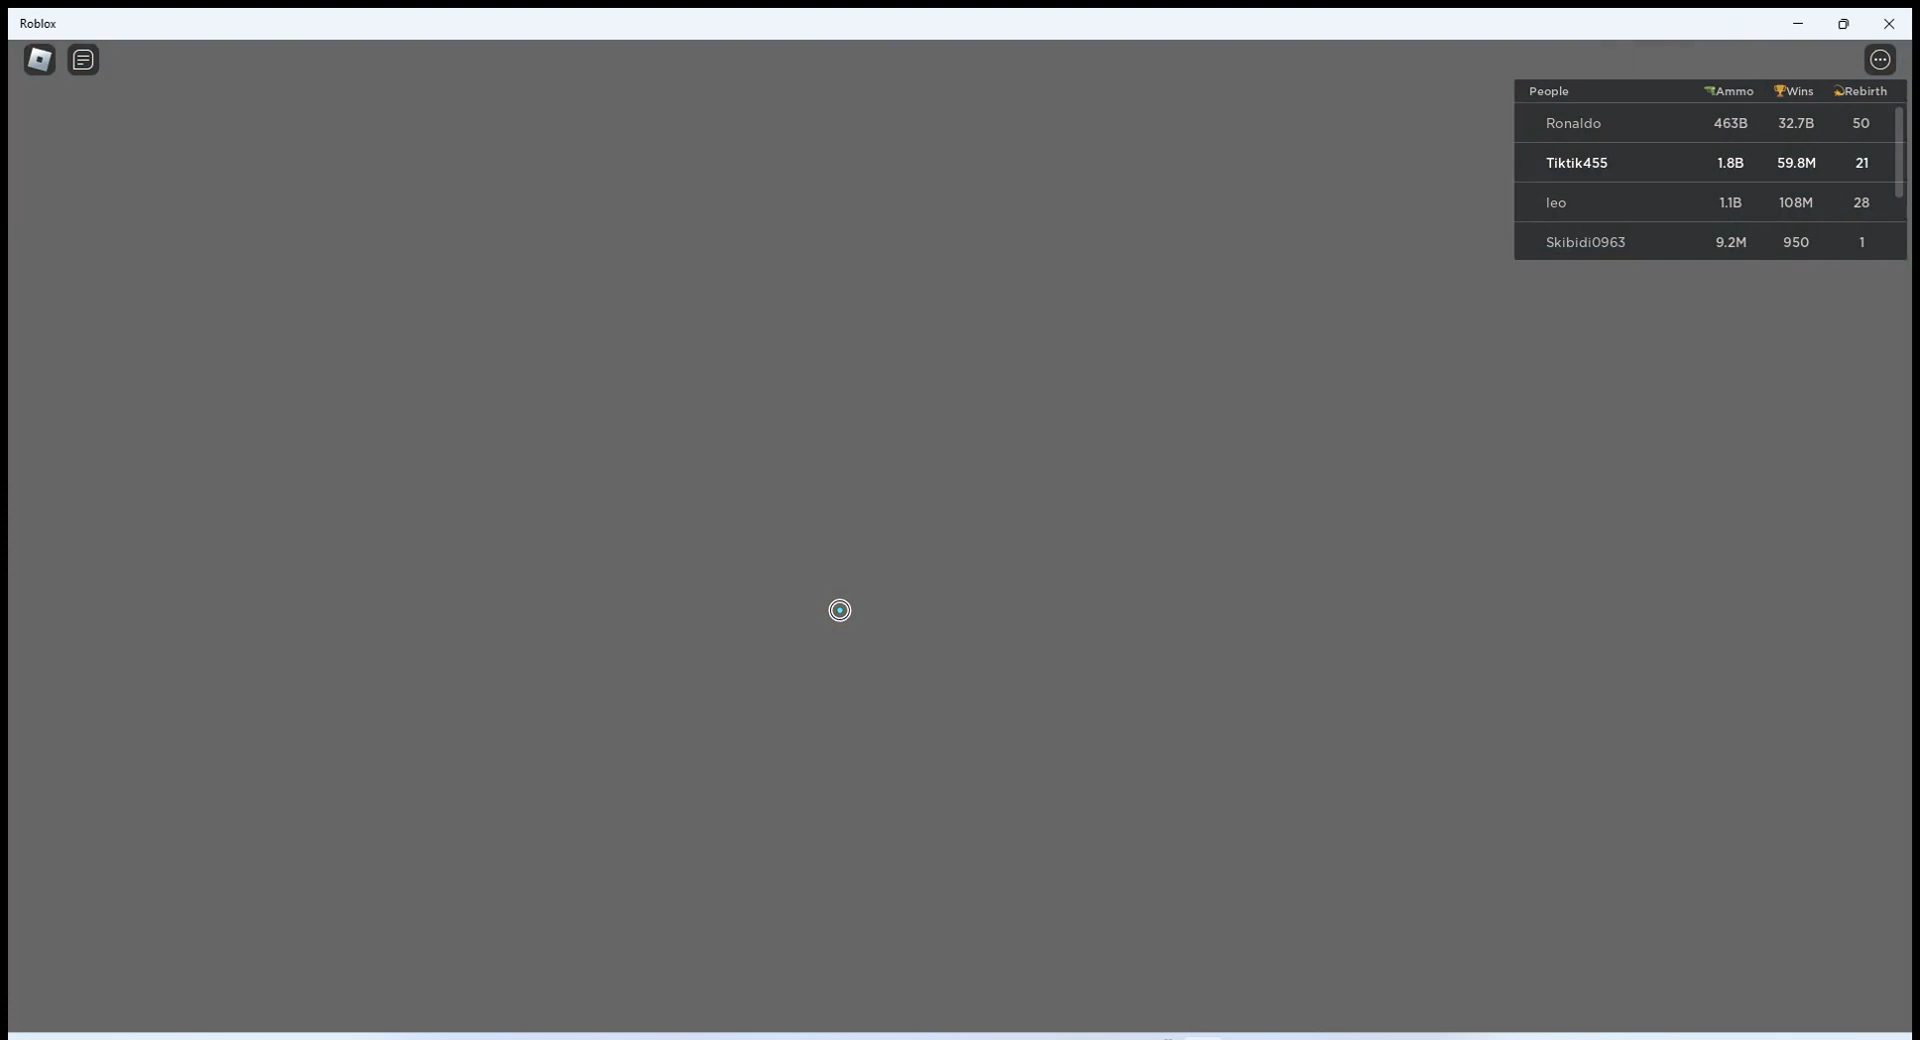 Roblox
People Ammo Wins Rebirth
Ronaldo 463B 32.7B 50
Tiktik455 1.8B 59.8M 21
leo 1.1B 108M 28
Skibidi0963 9.2M 950 1